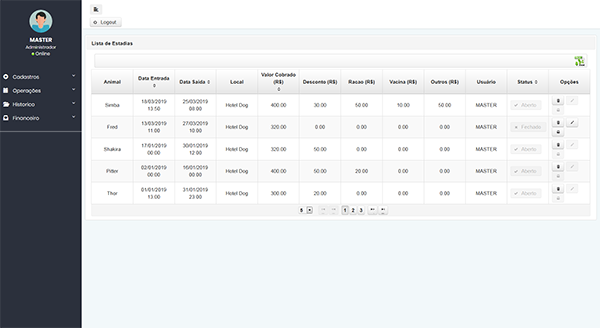 MASTER
Administrador
Online
Cadastros
Operações
Historico
Financeiro
Logout
Lista de Estadias
Animal Data Entrada Data Saida Local Valor Cobrado (R$) Desconto (R$) Racao (R$) Vacina (R$) Outros (R$) Usuário Status Opções
Simba 18/03/2019 13:50 25/03/2019 00:00 Hotel Dog 400.00 30.00 50.00 10.00 50.00 MASTER Aberto
Fred 13/03/2019 11:00 27/03/2019 10:00 Hotel Dog 320.00 0.00 0.00 0.00 0.00 MASTER Fechado
Shakira 17/01/2019 00:00 30/01/2019 12:00 Hotel Dog 320.00 50.00 0.00 0.00 0.00 MASTER Aberto
Pitter 02/01/2019 00:00 16/01/2019 00:00 Hotel Dog 400.00 50.00 20.00 0.00 0.00 MASTER Aberto
Thor 01/01/2019 13:00 31/01/2019 23:00 Hotel Dog 300.00 20.00 0.00 0.00 0.00 MASTER Aberto
5 1 2 3